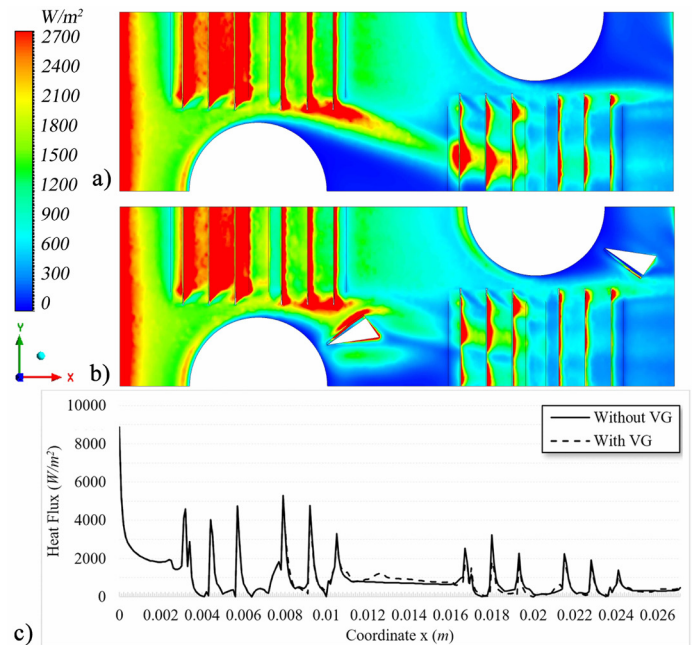 W/m²
2700
2400
2100
1800
1500
1200
900
600
300
0
a)
Y
X
b)
10000
8000
6000
4000
2000
0
Heat Flux (W/m²)
Without VG
With VG
0 0.002 0.004 0.006 0.008 0.01 0.012 0.014 0.016 0.018 0.02 0.022 0.024 0.026
Coordinate x (m)
c)